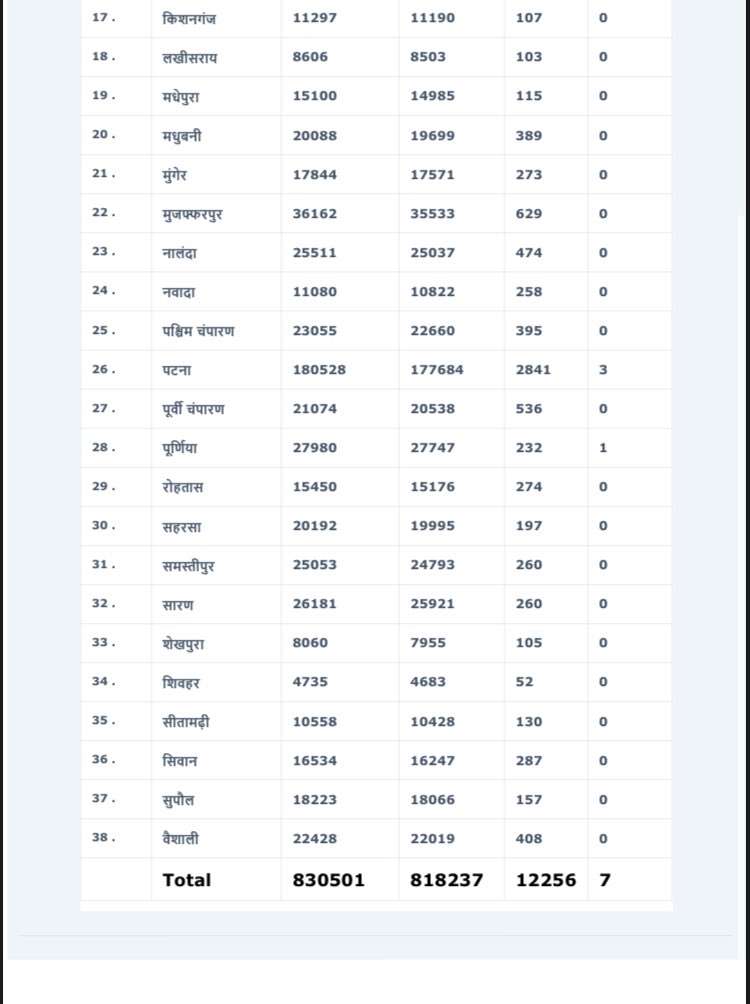 17. किशनगंज 11297 11190 107 0
18. लखीसराय 8606 8503 103 0
19. मधेपुरा 15100 14985 115 0
20. मधुबनी 20088 19699 389 0
21. मुंगेर 17844 17571 273 0
22. मुजफ्फरपुर 36162 35533 629 0
23. नालंदा 25511 25037 474 0
24. नवादा 11080 10822 258 0
25. पश्चिम चंपारण 23055 22660 395 0
26. पटना 180528 177684 2841 3
27. पूर्वी चंपारण 21074 20538 536 0
28. पूर्णिया 27980 27747 232 1
29. रोहतास 15450 15176 274 0
30. सहरसा 20192 19995 197 0
31. समस्तीपुर 25053 24793 260 0
32. सारण 26181 25921 260 0
33. शेखपुरा 8060 7955 105 0
34. शिवहर 4735 4683 52 0
35. सीतामढ़ी 10558 10428 130 0
36. सिवान 16534 16247 287 0
37. सुपौल 18223 18066 157 0
38. वैशाली 22428 22019 408 0
Total 830501 818237 12256 7